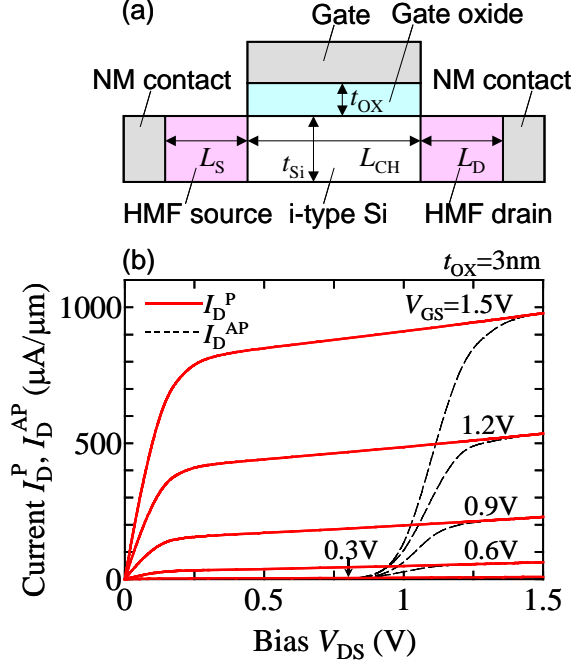 (a)
Gate
Gate oxide
NM contact
NM contact
tOX
LS
tSi
LCH
LD
HMF source
i-type Si
HMF drain
(b)
tOX=3nm
IDP
IDAP
VGS=1.5V
1.2V
0.9V
0.6V
0.3V
1000
500
0
Current IDP, IDAP (μA/μm)
0
0.5
1
1.5
Bias VDS (V)